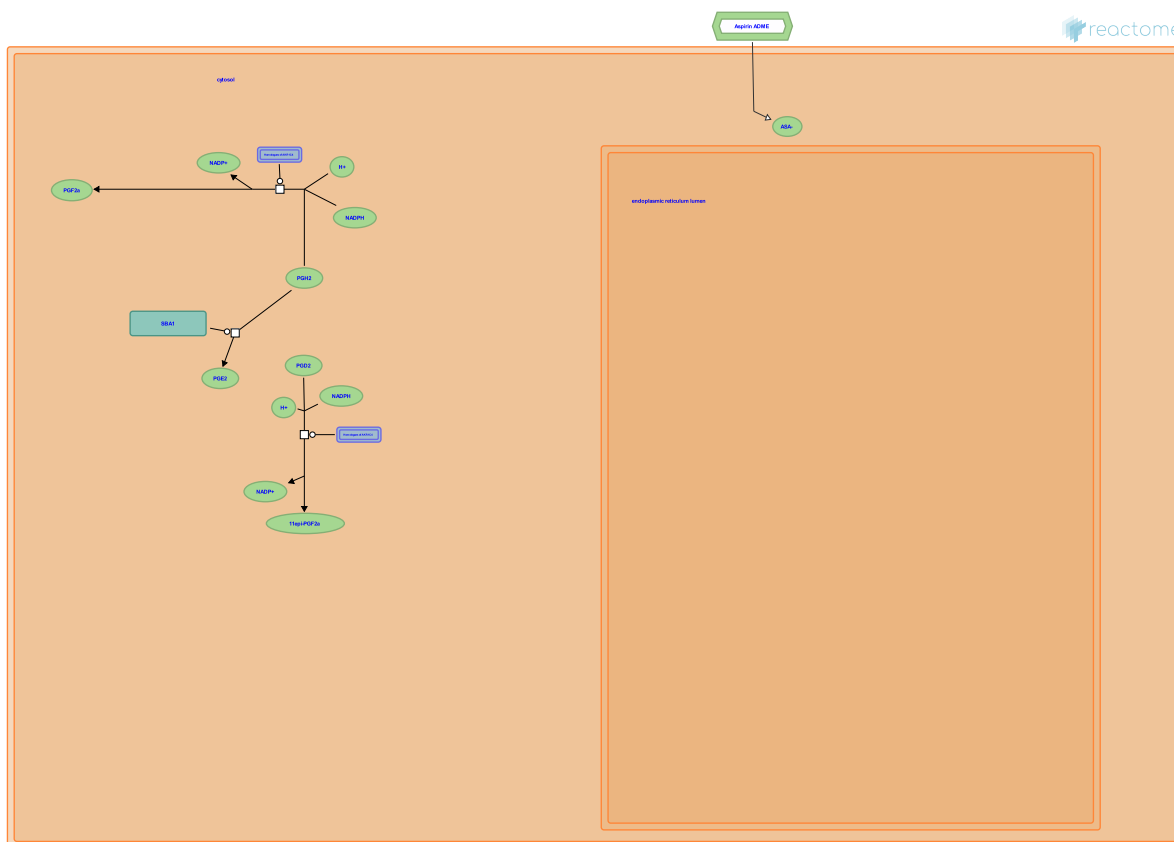 Aspirin ADME
reactome
cytosol
ASA-
NADP+
H+
PGF2a
NADPH
endoplasmic reticulum lumen
PGH2
SBA1
PGD2
PGE2
NADPH
H+
NADP+
11epi-PGF2a